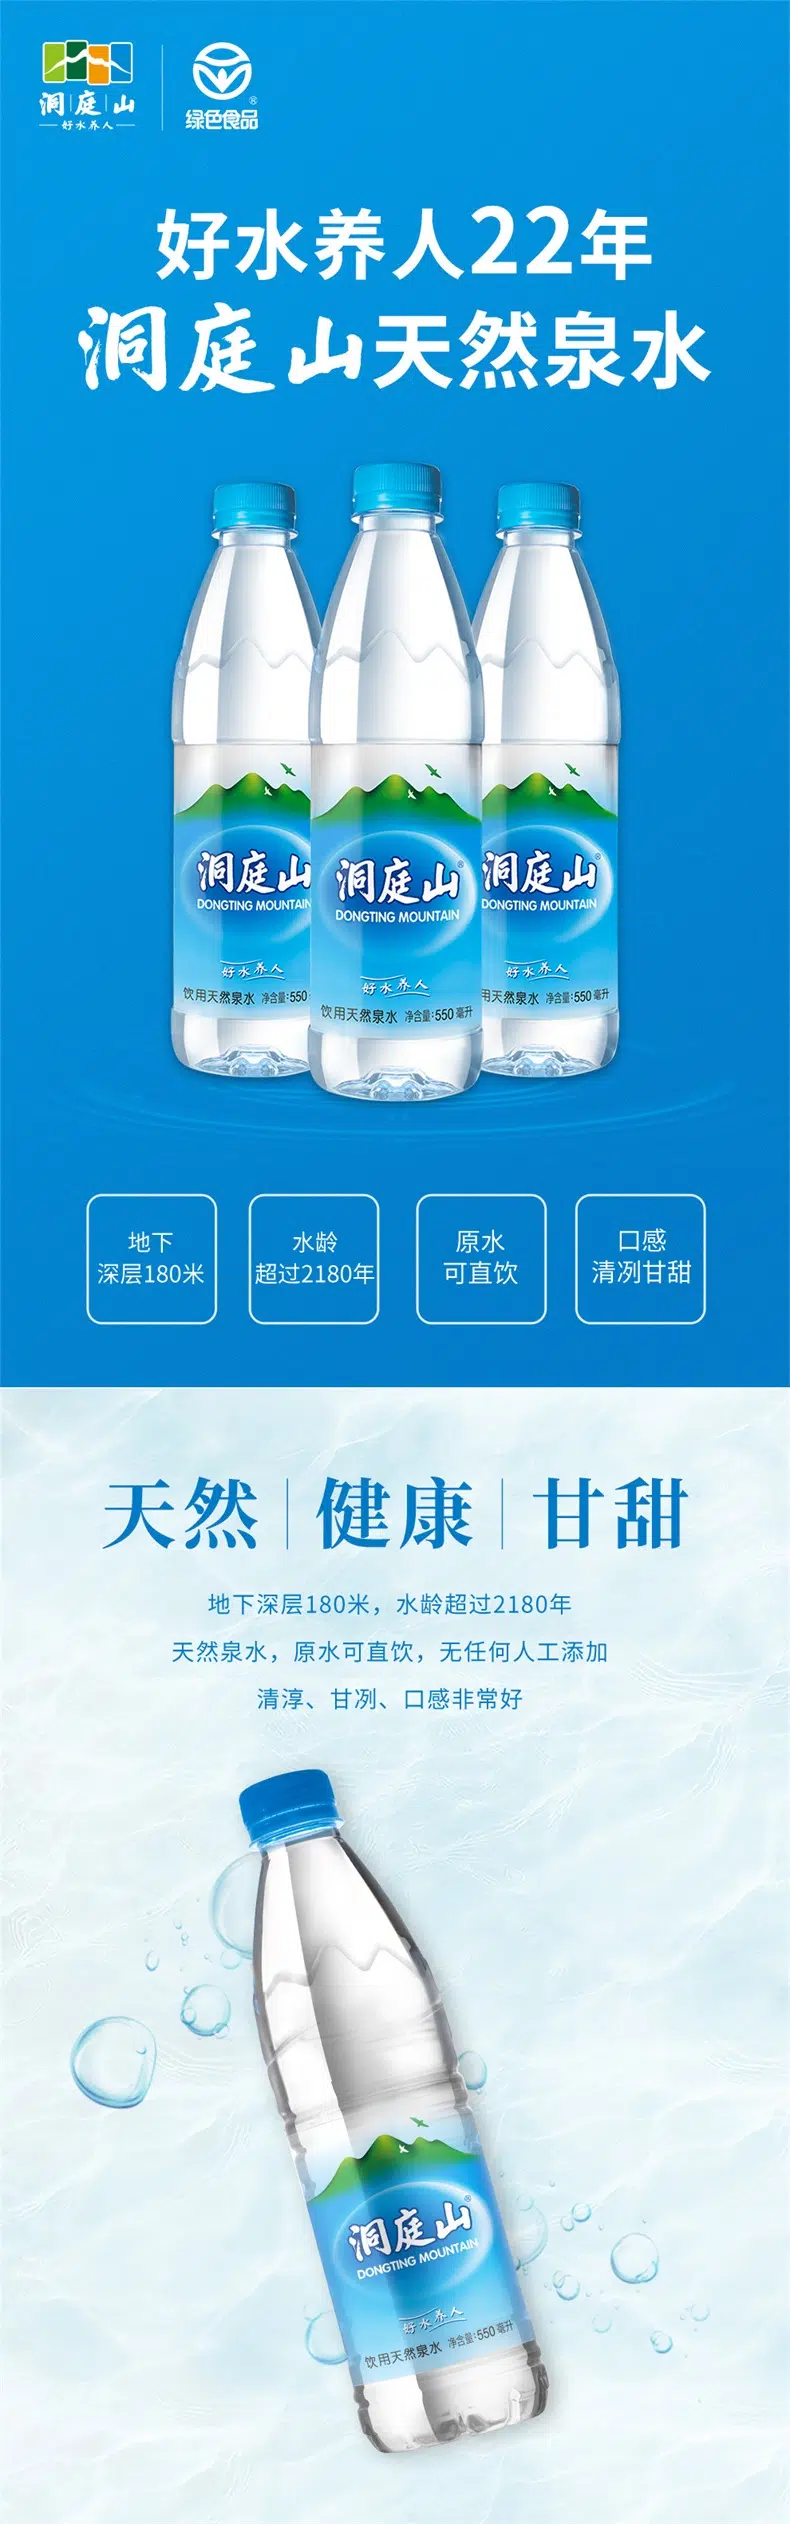 洞庭山
好水养人
绿色食品®
好水养人22年
洞庭山天然泉水
洞庭山
DONGTING MOUNTAIN
好水养人
饮用天然泉水 净含量:550
洞庭山®
DONGTING MOUNTAIN
好水养人
饮用天然泉水 净含量:550毫升
洞庭山®
DONGTING MOUNTAIN
好水养人
用天然泉水 净含量:550毫升
地下
深层180米
水龄
超过2180年
原水
可直饮
口感
清冽甘甜
天然 | 健康 | 甘甜
地下深层180米，水龄超过2180年
天然泉水，原水可直饮，无任何人工添加
清淳、甘冽、口感非常好
洞庭山®
DONGTING MOUNTAIN
好水养人
饮用天然泉水 净含量:550毫升